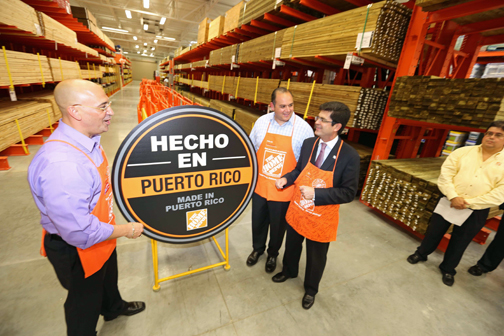 HECHO
EN
PUERTO RICO
MADE IN
PUERTO RICO